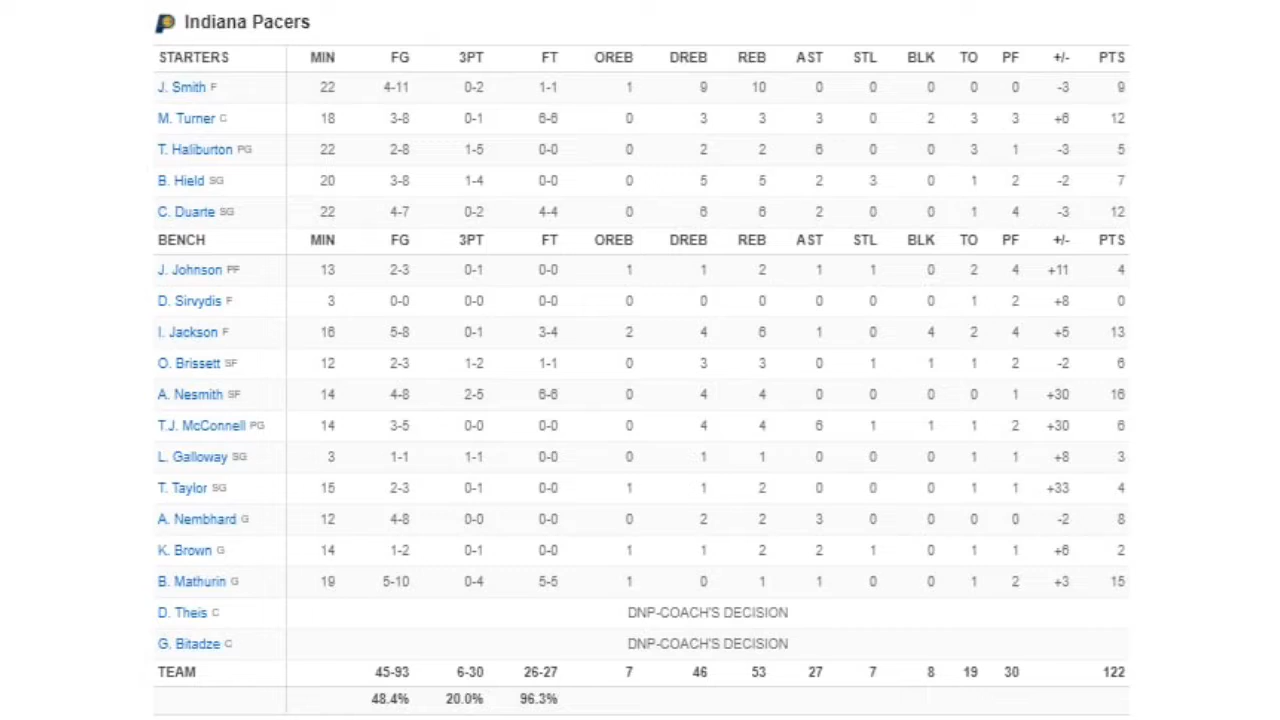 Indiana Pacers
STARTERS MIN FG 3PT FT OREB DREB REB AST STL BLK TO PF +/- PTS
J. Smith F 22 4-11 0-2 1-1 1 9 10 0 0 0 0 0 -3 9
M. Turner C 18 3-8 0-1 6-6 0 3 3 3 0 2 3 3 +6 12
T. Haliburton PG 22 2-8 1-5 0-0 0 2 2 6 0 0 3 1 -3 5
B. Hield SG 20 3-8 1-4 0-0 0 5 5 2 3 0 1 2 -2 7
C. Duarte SG 22 4-7 0-2 4-4 0 6 6 2 0 0 1 4 -3 12
BENCH MIN FG 3PT FT OREB DREB REB AST STL BLK TO PF +/- PTS
J. Johnson PF 13 2-3 0-1 0-0 1 1 2 1 1 0 2 4 +11 4
D. Sirvydis F 3 0-0 0-0 0-0 0 0 0 0 0 0 1 2 +8 0
I. Jackson F 16 5-8 0-1 3-4 2 4 6 1 0 4 2 4 +5 13
O. Brissett SF 12 2-3 1-2 1-1 0 3 3 0 1 1 1 2 -2 6
A. Nesmith SF 14 4-8 2-5 6-6 0 4 4 0 0 0 0 1 +30 16
T.J. McConnell PG 14 3-5 0-0 0-0 0 4 4 6 1 1 1 2 +30 6
L. Galloway SG 3 1-1 1-1 0-0 0 1 1 0 0 0 1 1 +8 3
T. Taylor SG 15 2-3 0-1 0-0 1 1 2 0 0 0 1 1 +33 4
A. Nembhard G 12 4-8 0-0 0-0 0 2 2 3 0 0 0 0 -2 8
K. Brown G 14 1-2 0-1 0-0 1 1 2 2 1 0 1 1 +6 2
B. Mathurin G 19 5-10 0-4 5-5 1 0 1 1 0 0 1 2 +3 15
D. Theis C DNP-COACH'S DECISION
G. Bitadze C DNP-COACH'S DECISION
TEAM 45-93 6-30 26-27 7 46 53 27 7 8 19 30 122
48.4% 20.0% 96.3%